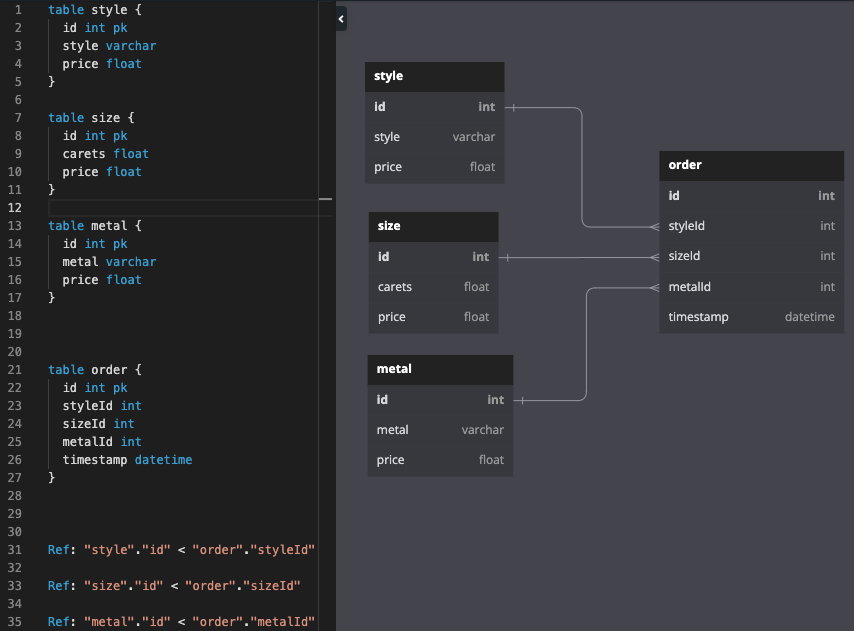 1 table style {
2 id int pk
3 style varchar
4 price float
5 }
6
7 table size {
8 id int pk
9 carets float
10 price float
11 }
12
13 table metal {
14 id int pk
15 metal varchar
16 price float
17 }
18
19
20
21 table order {
22 id int pk
23 styleId int
24 sizeId int
25 metalId int
26 timestamp datetime
27 }
28
29
30
31 Ref: "style"."id" < "order"."styleId"
32
33 Ref: "size"."id" < "order"."sizeId"
34
35 Ref: "metal"."id" < "order"."metalId"
style
id int
style varchar
price float
size
id int
carets float
price float
metal
id int
metal varchar
price float
order
id int
styleId int
sizeId int
metalId int
timestamp datetime